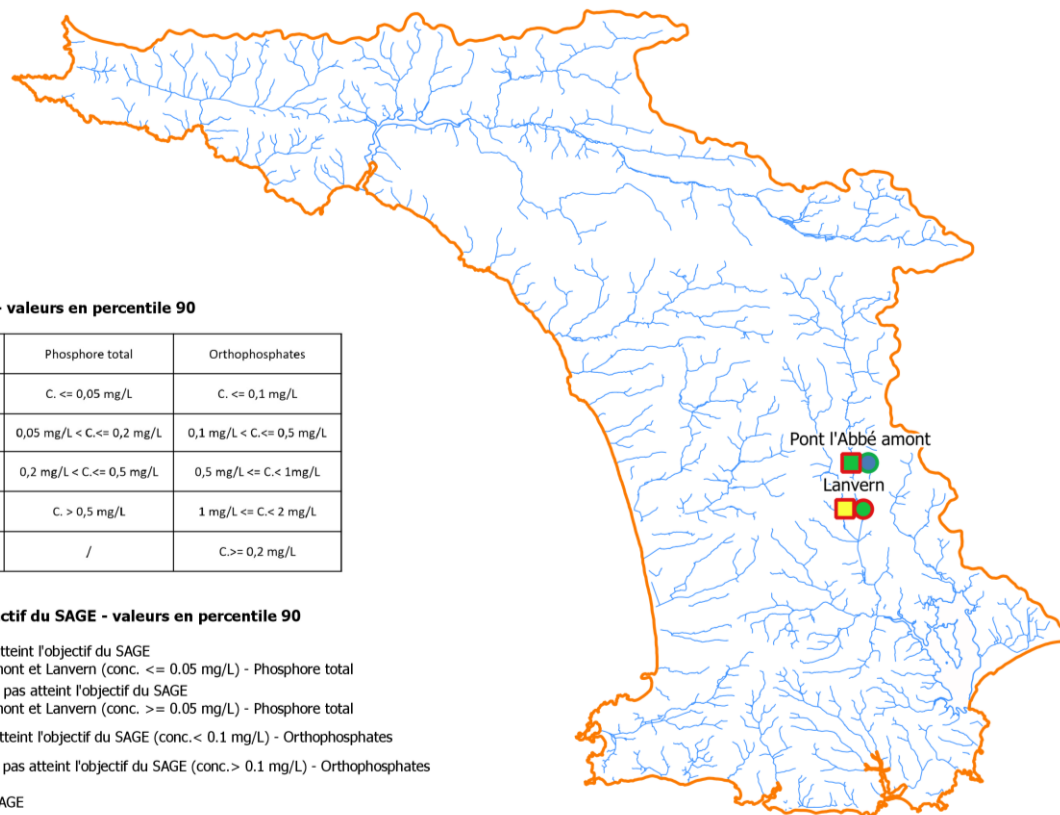 - valeurs en percentile 90
Phosphore total Orthophosphates
C. <= 0,05 mg/L C. <= 0,1 mg/L
0,05 mg/L < C.<= 0,2 mg/L 0,1 mg/L < C.<= 0,5 mg/L
0,2 mg/L < C.<= 0,5 mg/L 0,5 mg/L <= C.< 1mg/L
C. > 0,5 mg/L 1 mg/L <= C.< 2 mg/L
/ C.>= 0,2 mg/L
Pont l'Abbé amont
Lanvern
ctif du SAGE - valeurs en percentile 90
tteint l'objectif du SAGE
mont et Lanvern (conc. <= 0.05 mg/L) - Phosphore total
pas atteint l'objectif du SAGE
mont et Lanvern (conc. >= 0.05 mg/L) - Phosphore total
tteint l'objectif du SAGE (conc.< 0.1 mg/L) - Orthophosphates
pas atteint l'objectif du SAGE (conc.> 0.1 mg/L) - Orthophosphates
SAGE